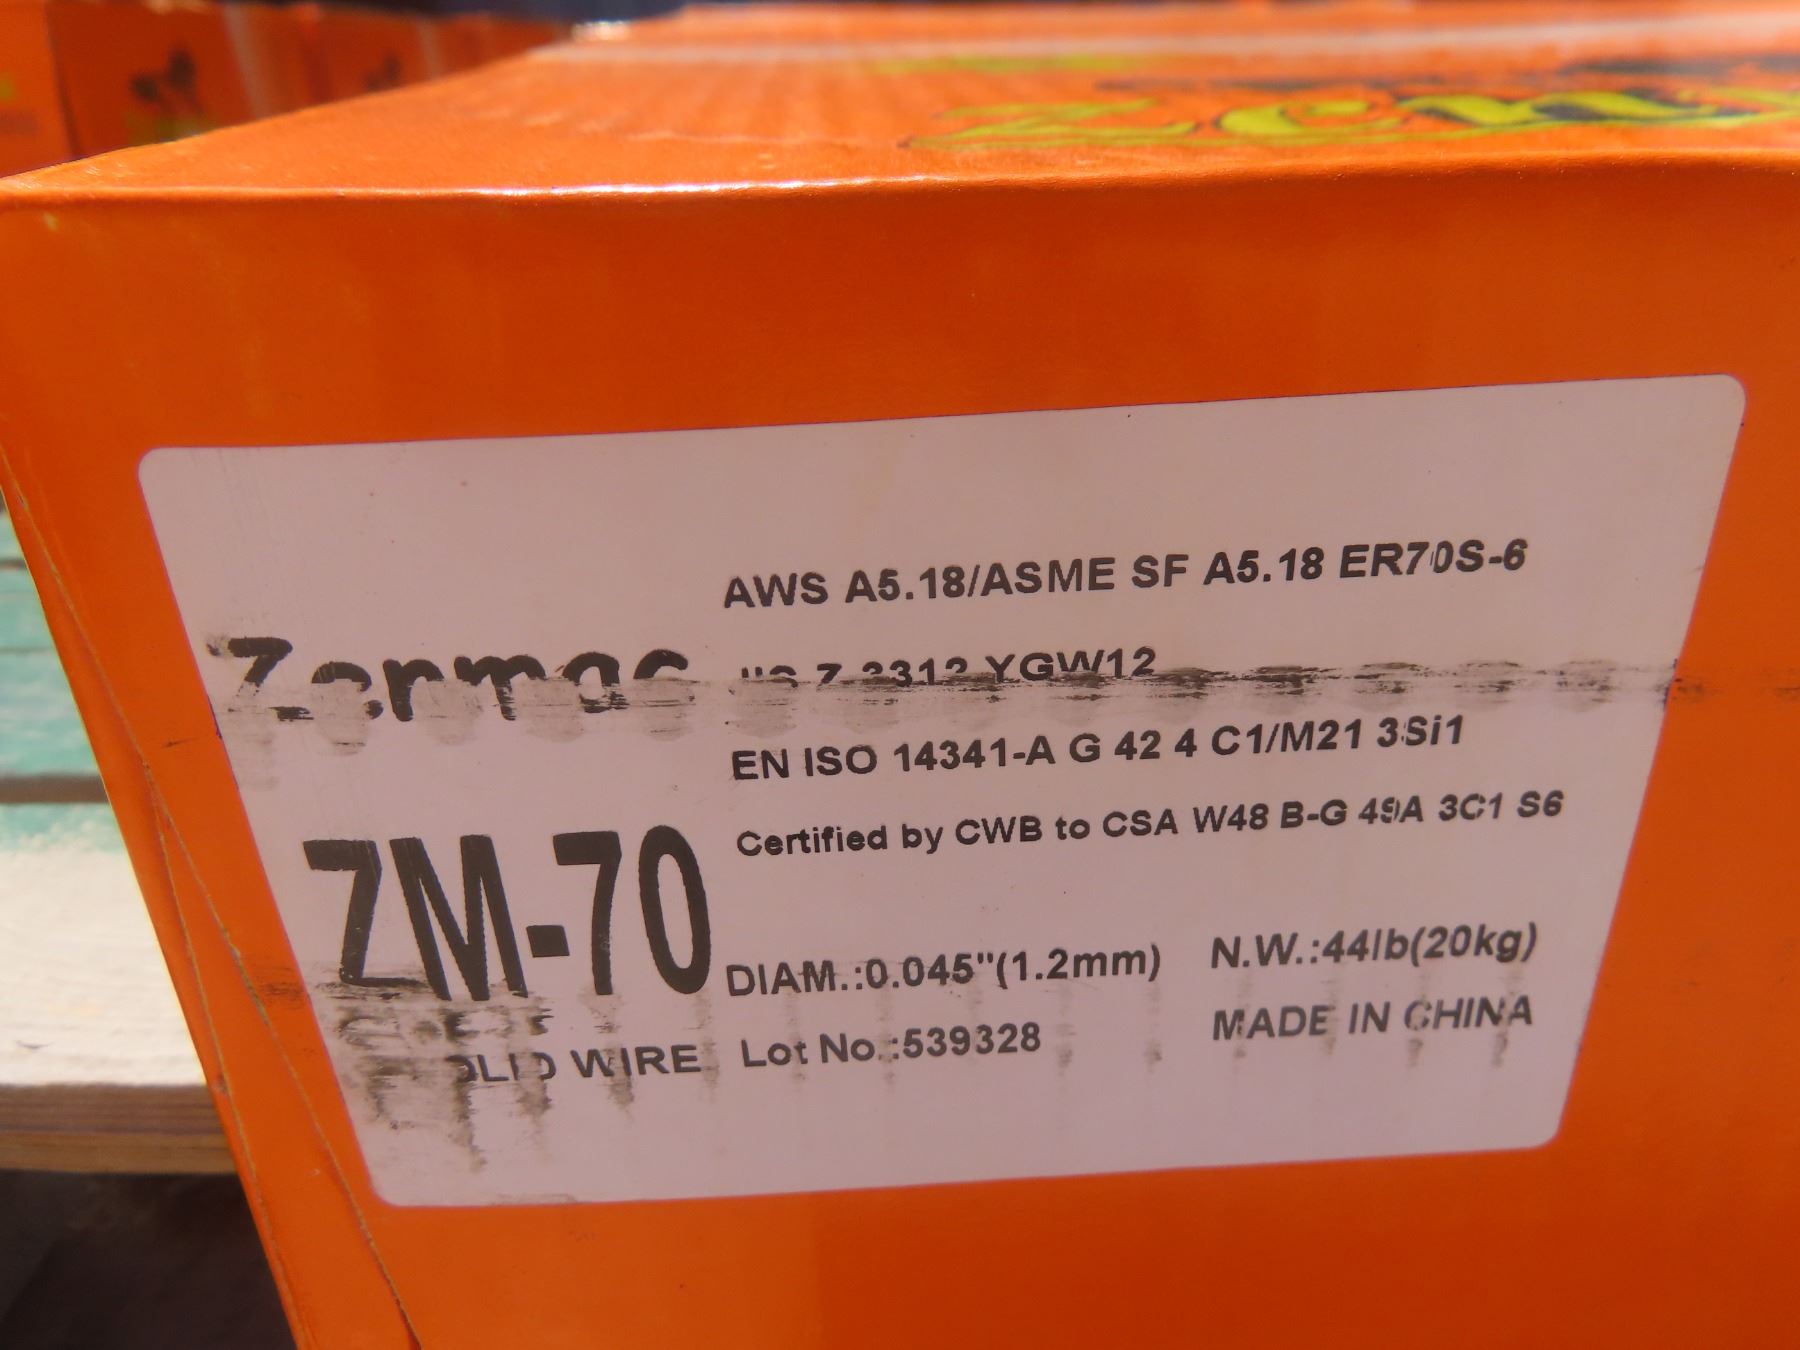 Zenmac
ZM-70
SOLID WIRE
AWS A5.18/ASME SF A5.18 ER70S-6
JIS Z 3312 YGW12
EN ISO 14341-A G 42 4 C1/M21 3Si1
Certified by CWB to CSA W48 B-G 49A 3C1 S6
DIAM.:0.045"(1.2mm) N.W.:44lb(20kg)
Lot No.:539328 MADE IN CHINA